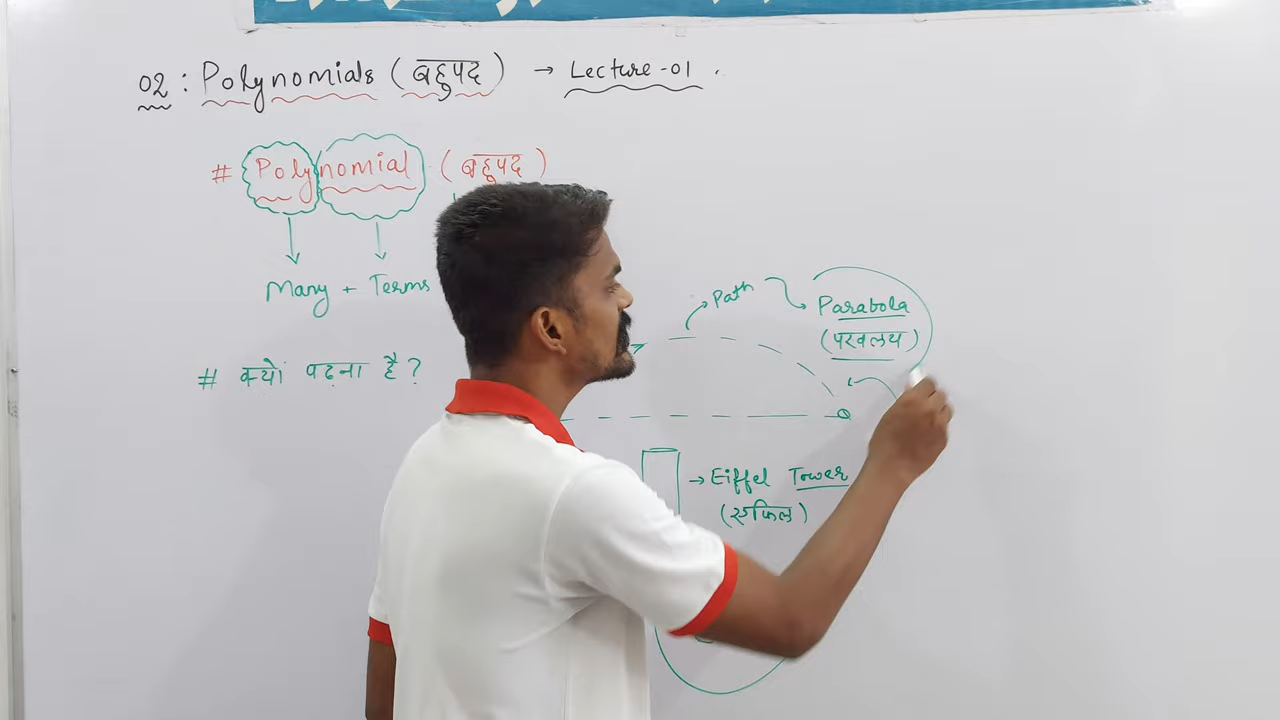 02 : Polynomials (बहुपद) → Lecture-01 .
# Polynomial (बहुपद)
Many + Terms
# क्यों पढ़ना है ?
Path
Parabola
(परवलय)
→ Eiffel Tower
(एफिल)